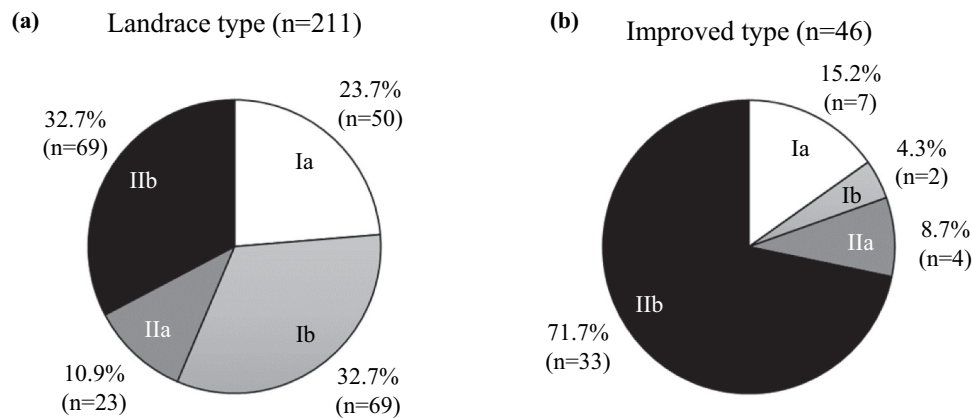 (a) Landrace type (n=211)
23.7%
(n=50)
32.7%
(n=69)
Ia
IIb
IIa
Ib
10.9%
(n=23)
32.7%
(n=69)
(b) Improved type (n=46)
15.2%
(n=7)
4.3%
(n=2)
Ia
Ib
8.7%
(n=4)
IIa
IIb
71.7%
(n=33)